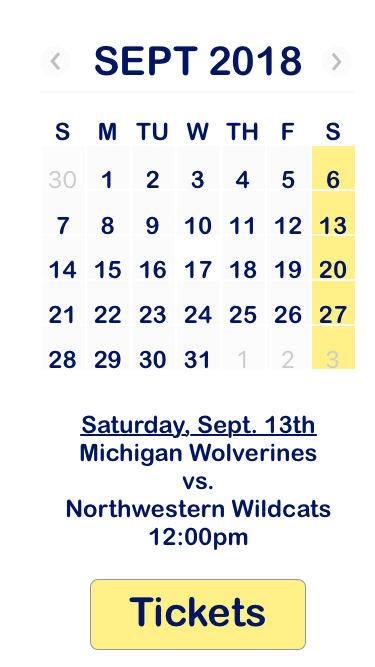 < SEPT 2018 >
S M TU W TH F S
30 1 2 3 4 5 6
7 8 9 10 11 12 13
14 15 16 17 18 19 20
21 22 23 24 25 26 27
28 29 30 31 1 2 3
Saturday, Sept. 13th
Michigan Wolverines
vs.
Northwestern Wildcats
12:00pm
Tickets